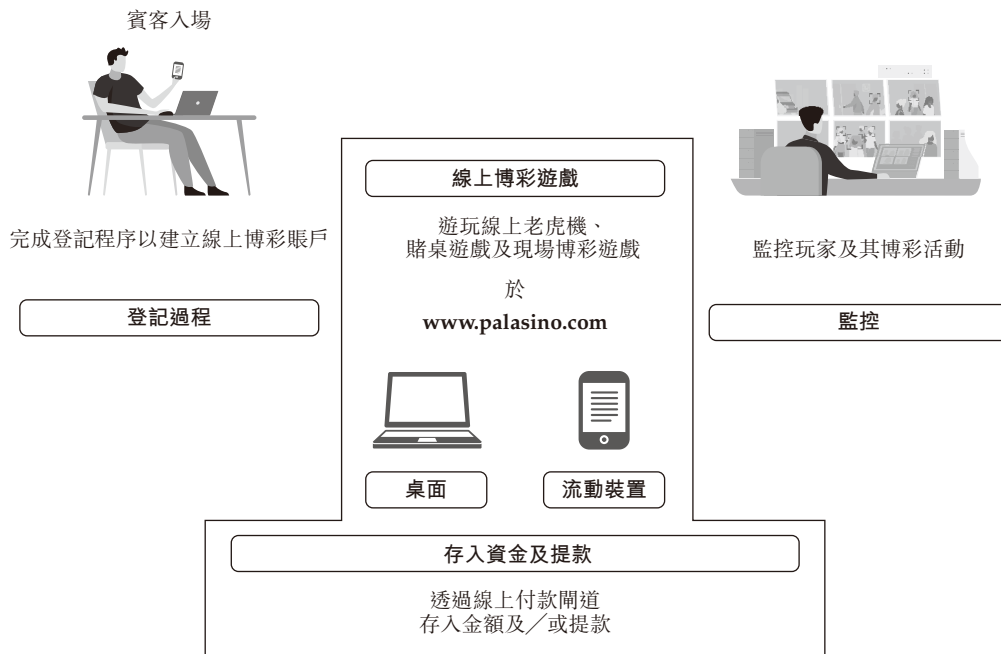 賓客入場
完成登記程序以建立線上博彩賬戶
登記過程
線上博彩遊戲
遊玩線上老虎機、
賭桌遊戲及現場博彩遊戲
於
www.palasino.com
桌面
流動裝置
監控玩家及其博彩活動
監控
存入資金及提款
透過線上付款閘道
存入金額及／或提款